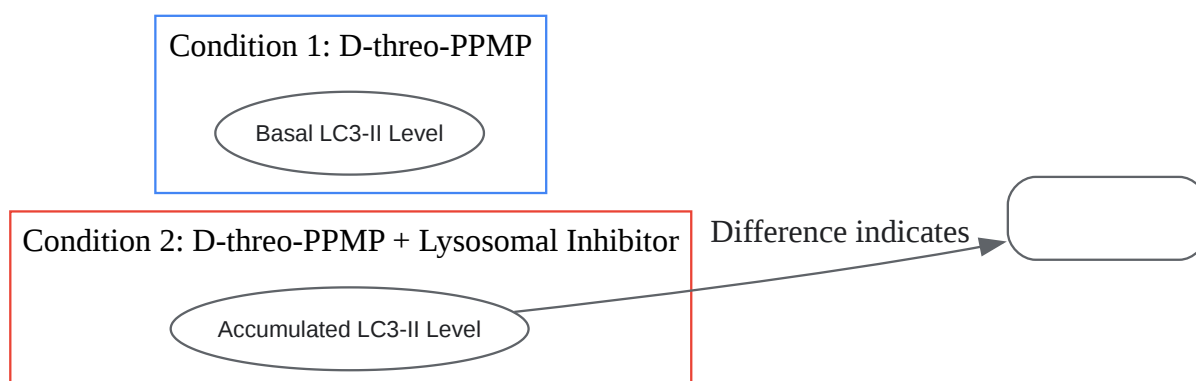 Condition 1: D-threo-PPMP
Basal LC3-II Level
Condition 2: D-threo-PPMP + Lysosomal Inhibitor
Difference indicates
Accumulated LC3-II Level